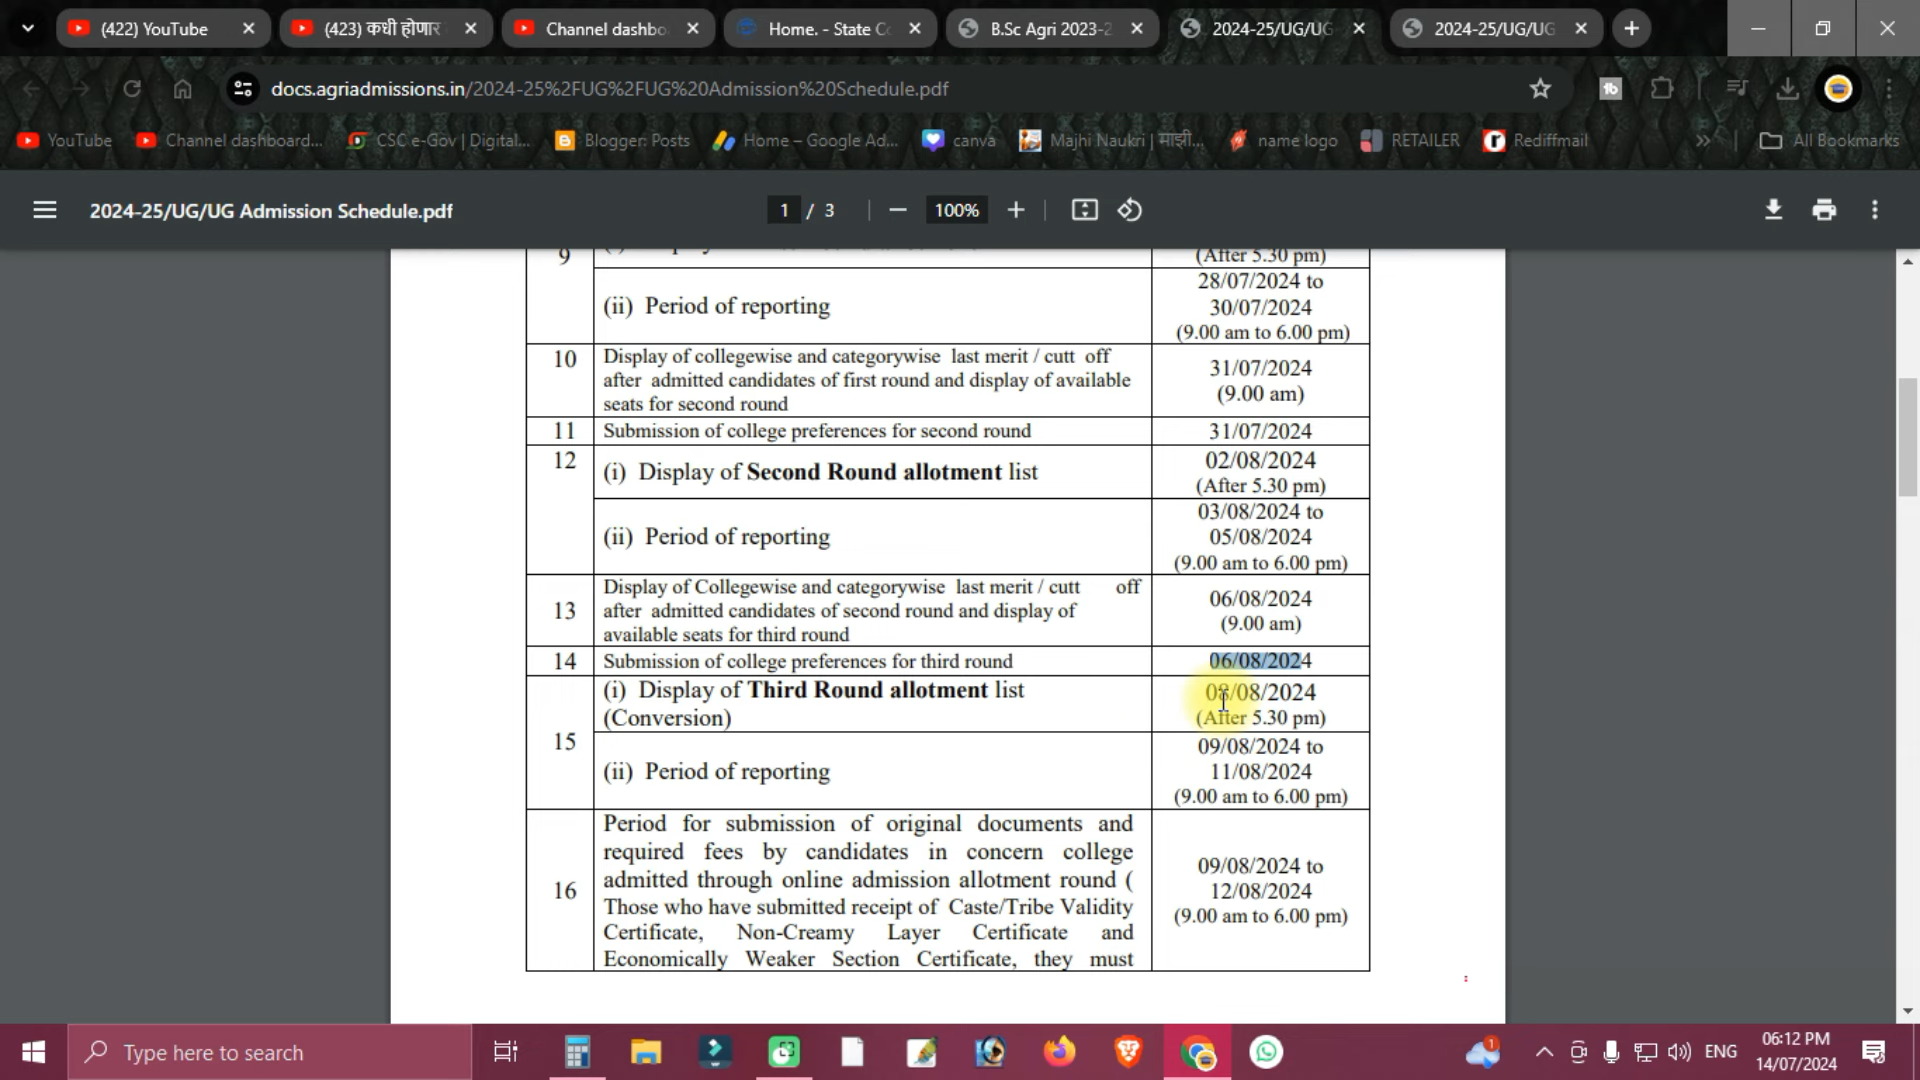 (422) YouTube
(423) कधी होणार
Channel dashbo
Home. - State Co
B.Sc Agri 2023-2
2024-25/UG/UG
2024-25/UG/UG
docs.agriadmissions.in/2024-25%2FUG%2FUG%20Admission%20Schedule.pdf
YouTube
Channel dashboard...
CSC e-Gov | Digital...
Blogger: Posts
Home – Google Ad...
canva
Majhi Naukri | माझी...
name logo
RETAILER
Rediffmail
All Bookmarks
2024-25/UG/UG Admission Schedule.pdf
1 / 3
100%
9
(After 5.30 pm)
(ii) Period of reporting
28/07/2024 to
30/07/2024
(9.00 am to 6.00 pm)
10
Display of collegewise and categorywise last merit / cutt off
after admitted candidates of first round and display of available
seats for second round
31/07/2024
(9.00 am)
11
Submission of college preferences for second round
31/07/2024
12
(i) Display of Second Round allotment list
02/08/2024
(After 5.30 pm)
(ii) Period of reporting
03/08/2024 to
05/08/2024
(9.00 am to 6.00 pm)
13
Display of Collegewise and categorywise last merit / cutt off
after admitted candidates of second round and display of
available seats for third round
06/08/2024
(9.00 am)
14
Submission of college preferences for third round
06/08/2024
15
(i) Display of Third Round allotment list
(Conversion)
08/08/2024
(After 5.30 pm)
(ii) Period of reporting
09/08/2024 to
11/08/2024
(9.00 am to 6.00 pm)
16
Period for submission of original documents and
required fees by candidates in concern college
admitted through online admission allotment round (
Those who have submitted receipt of Caste/Tribe Validity
Certificate, Non-Creamy Layer Certificate and
Economically Weaker Section Certificate, they must
09/08/2024 to
12/08/2024
(9.00 am to 6.00 pm)
Type here to search
1
ENG
06:12 PM
14/07/2024